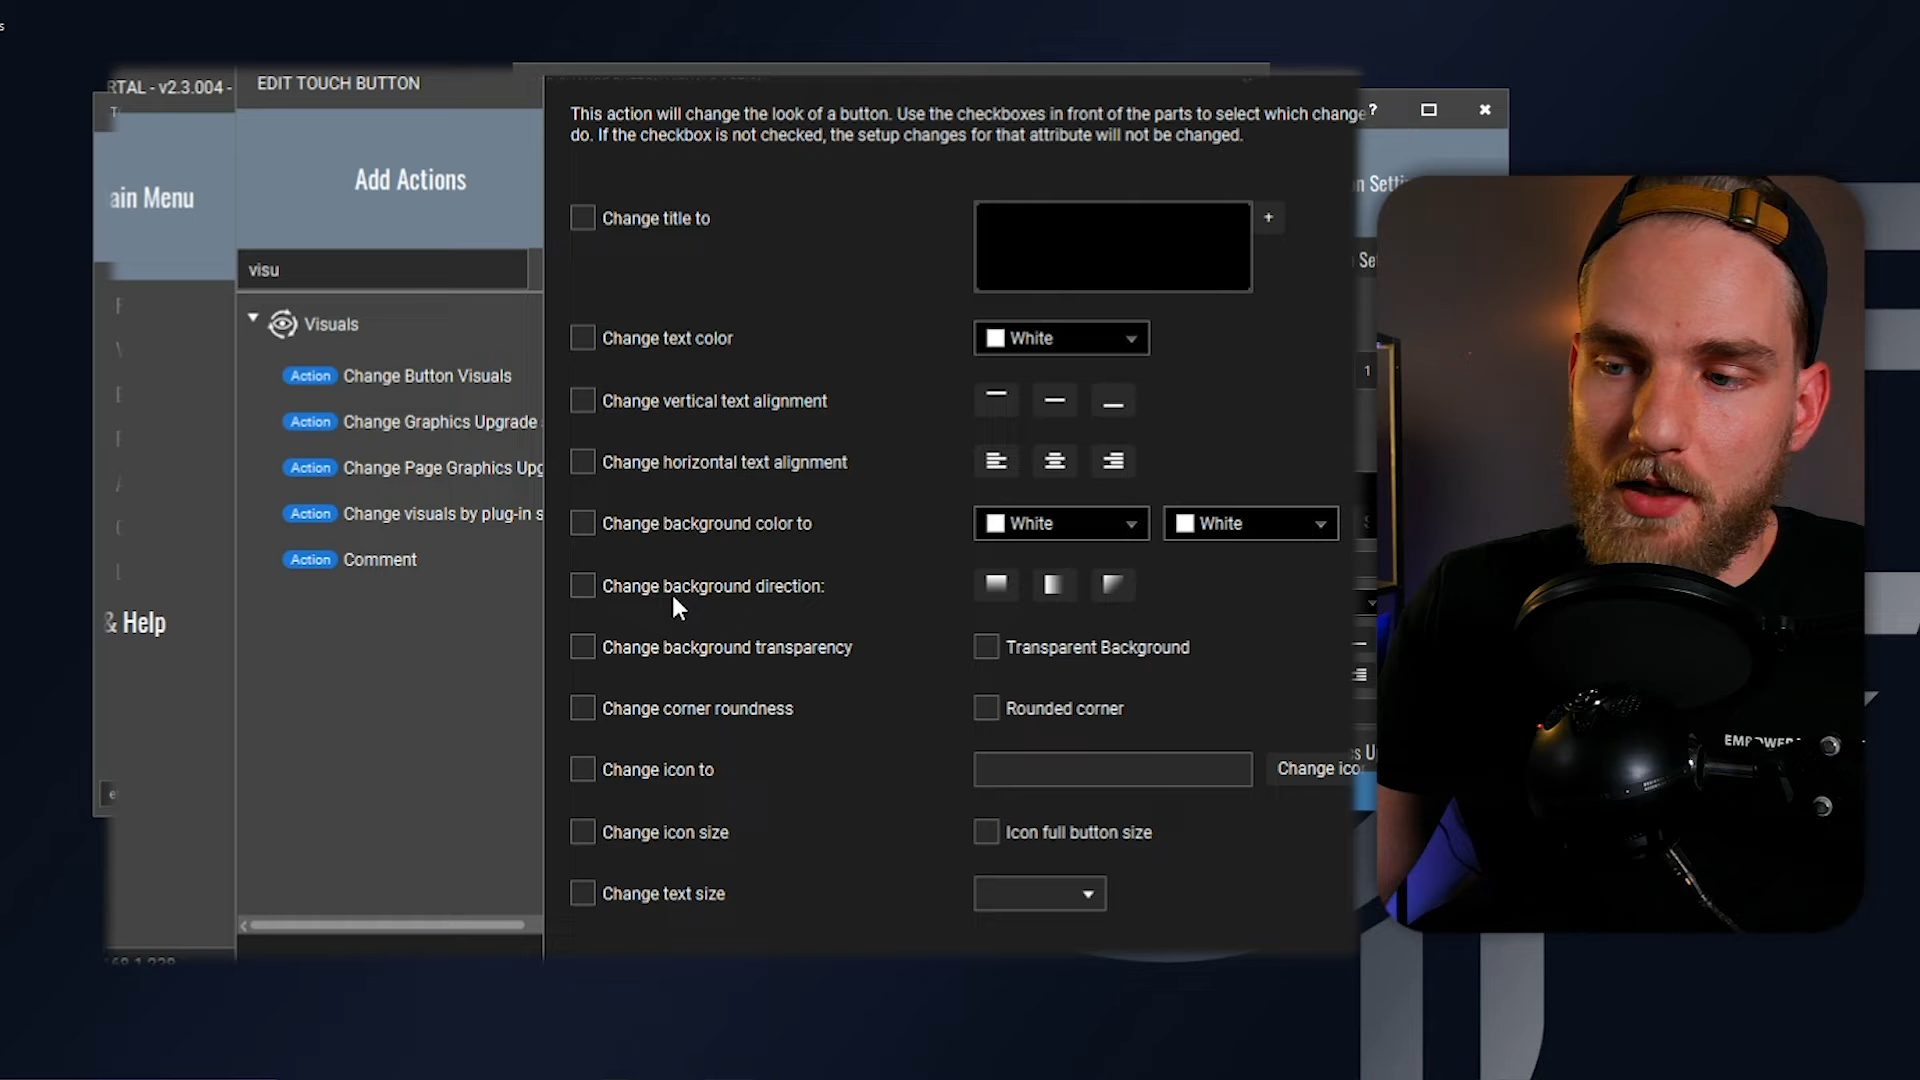 RTAL - v2.3.004 -
EDIT TOUCH BUTTON
ain Menu
Add Actions
visu
Visuals
Action Change Button Visuals
Action Change Graphics Upgrade
Action Change Page Graphics Upg
Action Change visuals by plug-in s
Action Comment
& Help
This action will change the look of a button. Use the checkboxes in front of the parts to select which change
do. If the checkbox is not checked, the setup changes for that attribute will not be changed.
Change title to +
Change text color White
Change vertical text alignment
Change horizontal text alignment
Change background color to White White
Change background direction:
Change background transparency Transparent Background
Change corner roundness Rounded corner
Change icon to Change ico
Change icon size Icon full button size
Change text size
?
n Setti
Set
1
s U
EMPOWER